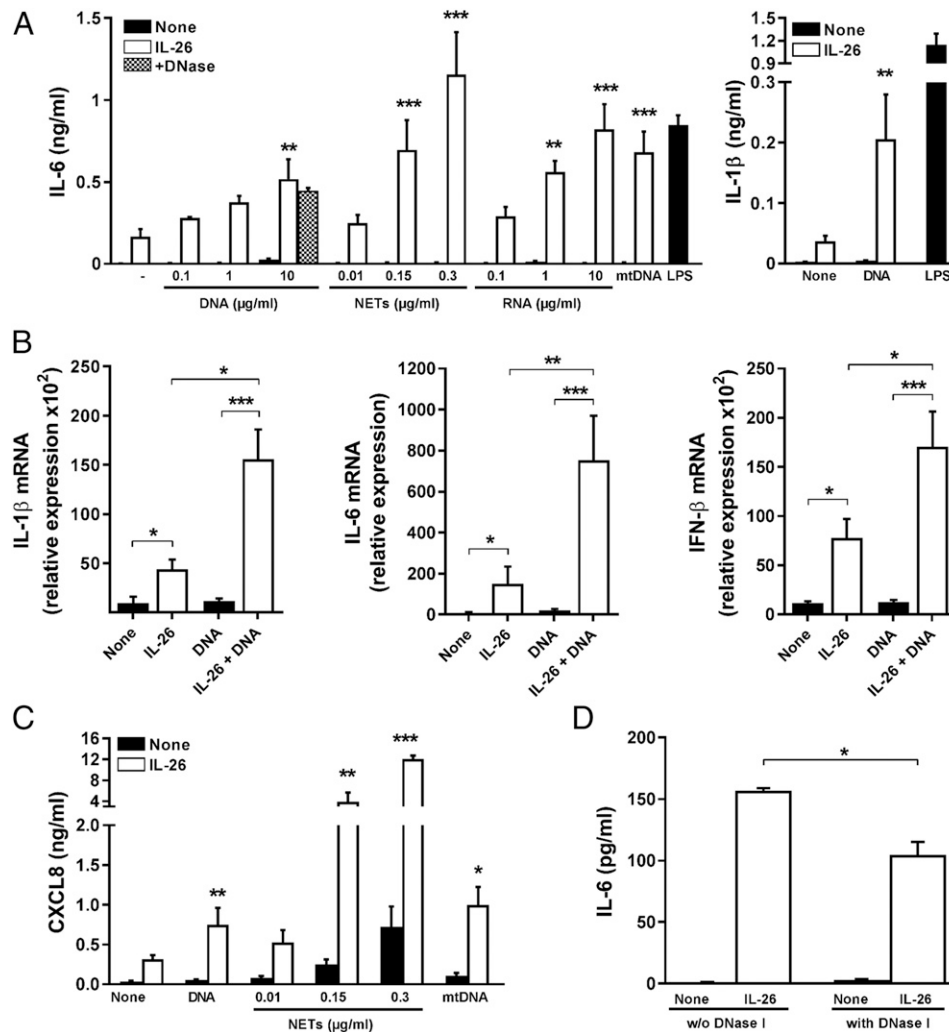 A
None
IL-26
+DNase
IL-6 (ng/ml)
1.5
1
0.5
0
***
***
**
**
***
***
- 0.1 1 10 0.01 0.15 0.3 0.1 1 10 mtDNA LPS
DNA (µg/ml) NETs (µg/ml) RNA (µg/ml)
None
IL-26
IL-1β (ng/ml)
1.5
1.2
0.9
0.3
0.2
0.1
0
**
None DNA LPS
B
IL-1β mRNA
(relative expression x10²)
250
200
150
100
50
*
***
*
None
IL-26
DNA
IL-26 + DNA
IL-6 mRNA
(relative expression)
1200
1000
800
600
400
200
0
**
***
*
None
IL-26
DNA
IL-26 + DNA
IFN-β mRNA
(relative expression x10²)
250
200
150
100
50
0
*
***
*
None
IL-26
DNA
IL-26 + DNA
C
None
IL-26
CXCL8 (ng/ml)
16
12
8
4
2.0
1.5
1.0
0.5
0.0
**
**
***
*
None DNA 0.01 0.15 0.3 mtDNA
NETs (µg/ml)
D
IL-6 (pg/ml)
200
150
100
50
0
*
None IL-26 None IL-26
w/o DNase I with DNase I